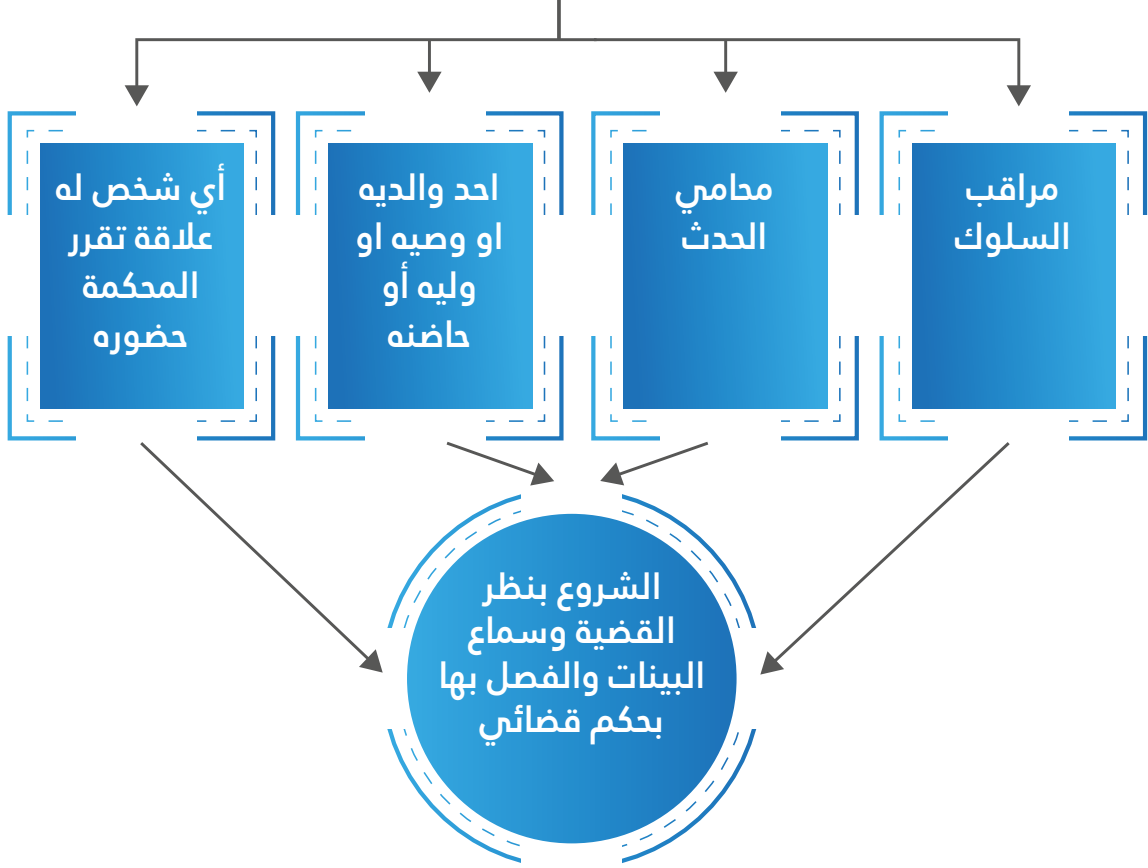 مراقب
السلوك
محامي
الحدث
احد والديه
او وصيه او
وليه أو
حاضنه
أي شخص له
علاقة تقرر
المحكمة
حضوره
الشروع بنظر
القضية وسماع
البينات والفصل بها
بحكم قضائي